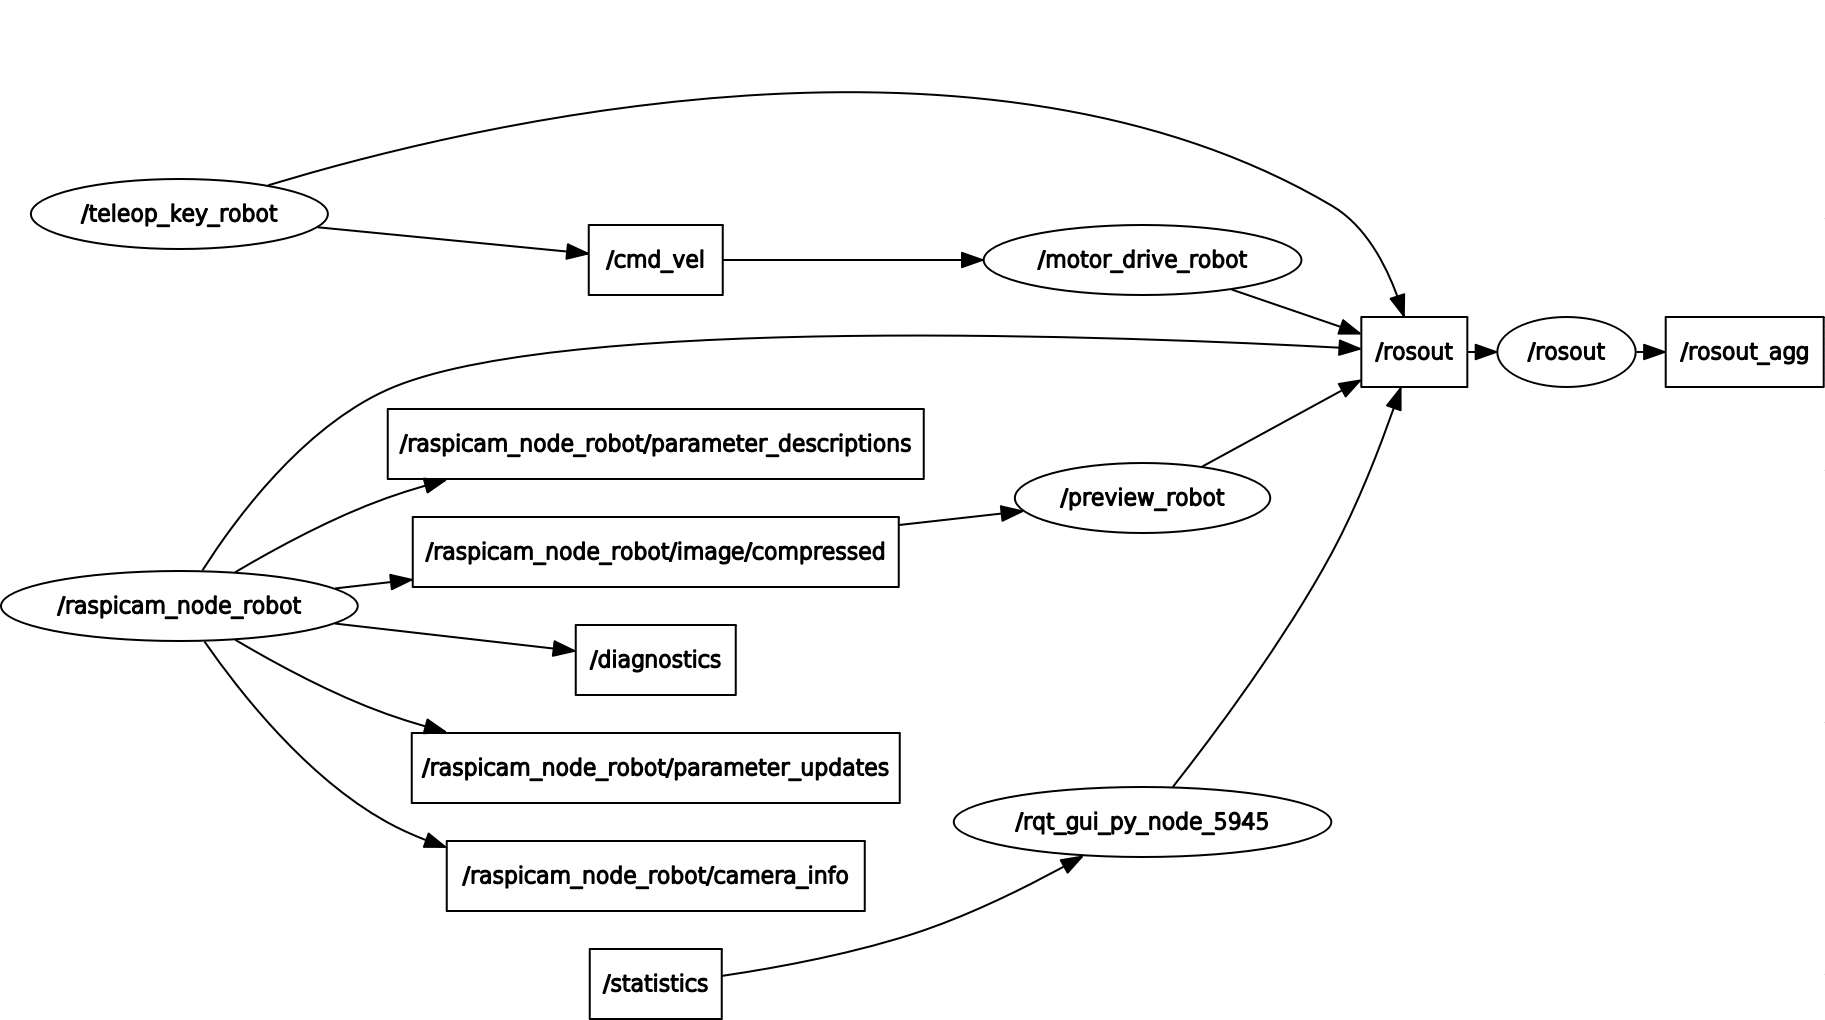 /teleop_key_robot
/cmd_vel
/motor_drive_robot
/rosout
/rosout
/rosout_agg
/raspicam_node_robot/parameter_descriptions
/preview_robot
/raspicam_node_robot/image/compressed
/raspicam_node_robot
/diagnostics
/raspicam_node_robot/parameter_updates
/rqt_gui_py_node_5945
/raspicam_node_robot/camera_info
/statistics